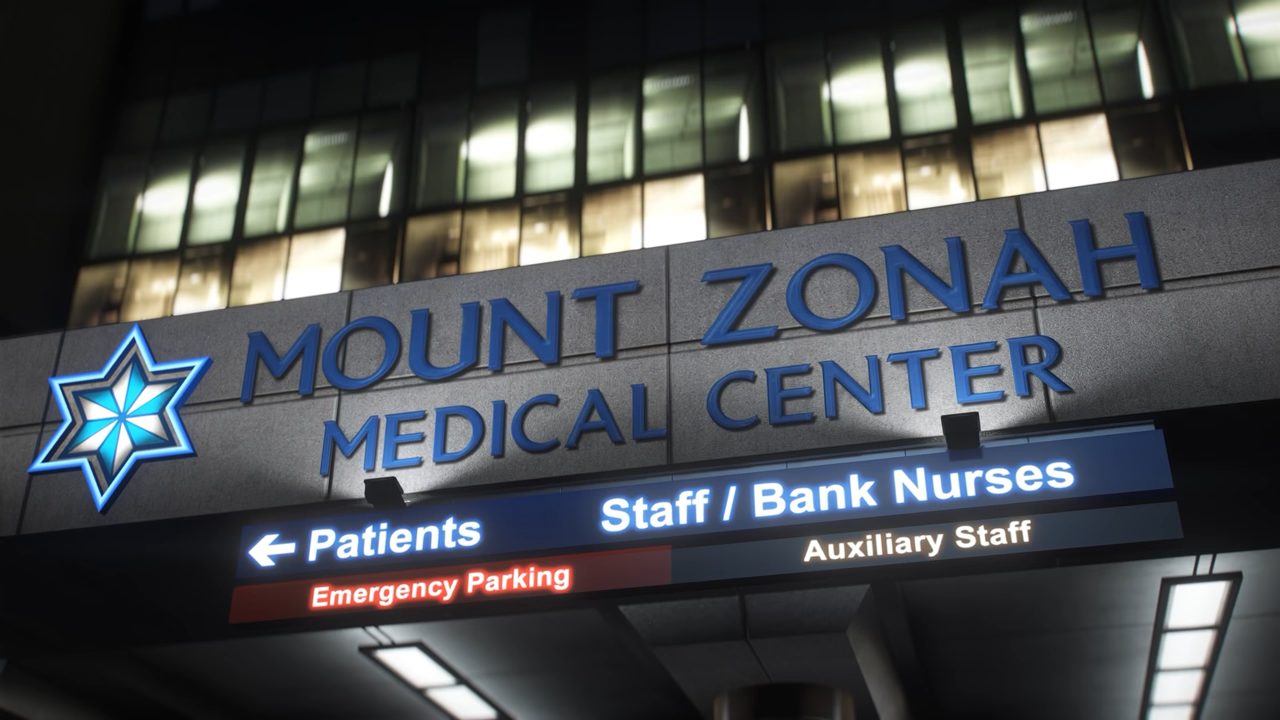 MOUNT ZONAH
MEDICAL CENTER
Patients
Staff / Bank Nurses
Emergency Parking
Auxiliary Staff